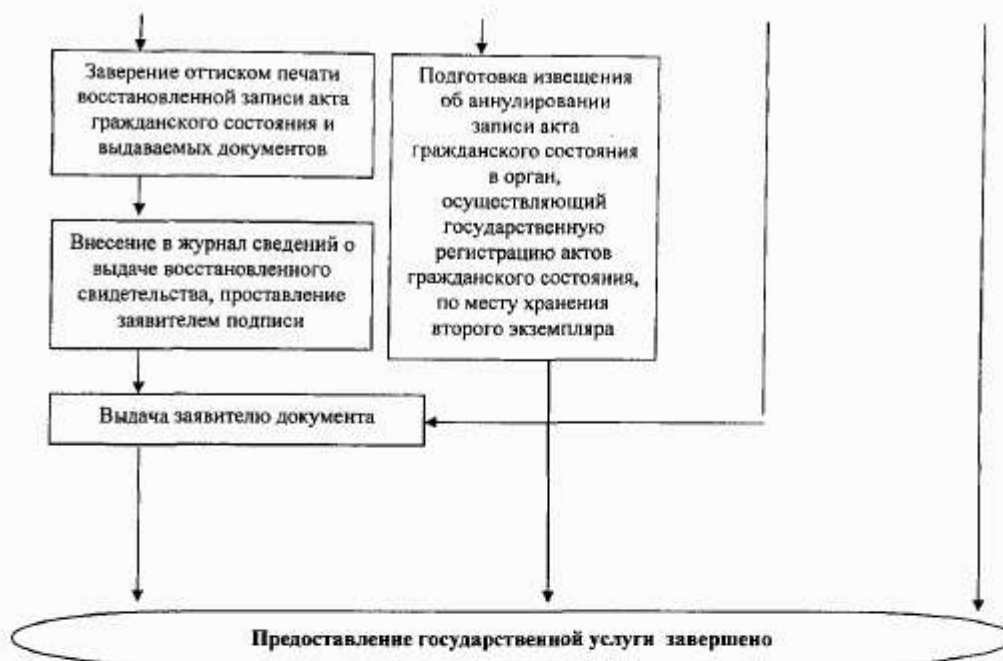 Заверение оттиском печати
восстановленной записи акта
гражданского состояния и
выдаваемых документов
Внесение в журнал сведений о
выдаче восстановленного
свидетельства, проставление
заявителем подписи
Выдача заявителю документа
Подготовка извещения
об аннулировании
записи акта
гражданского состояния
в орган,
осуществляющий
государственную
регистрацию актов
гражданского состояния,
по месту хранения
второго экземпляра
Предоставление государственной услуги завершено